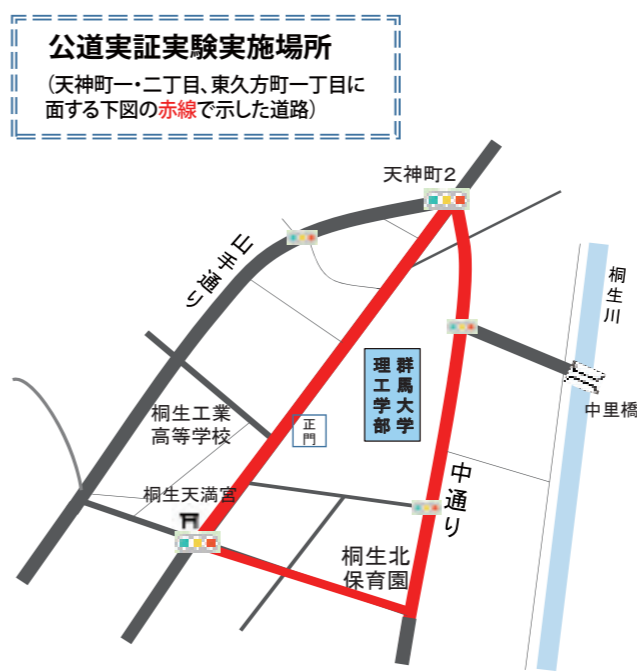 公道実証実験実施場所
(天神町一・二丁目、東久方町一丁目に
面する下図の赤線で示した道路)
天神町2
山手通り
桐生川
群馬大学
理工学部
中里橋
桐生工業
高等学校
正門
中通り
桐生天満宮
桐生北
保育園